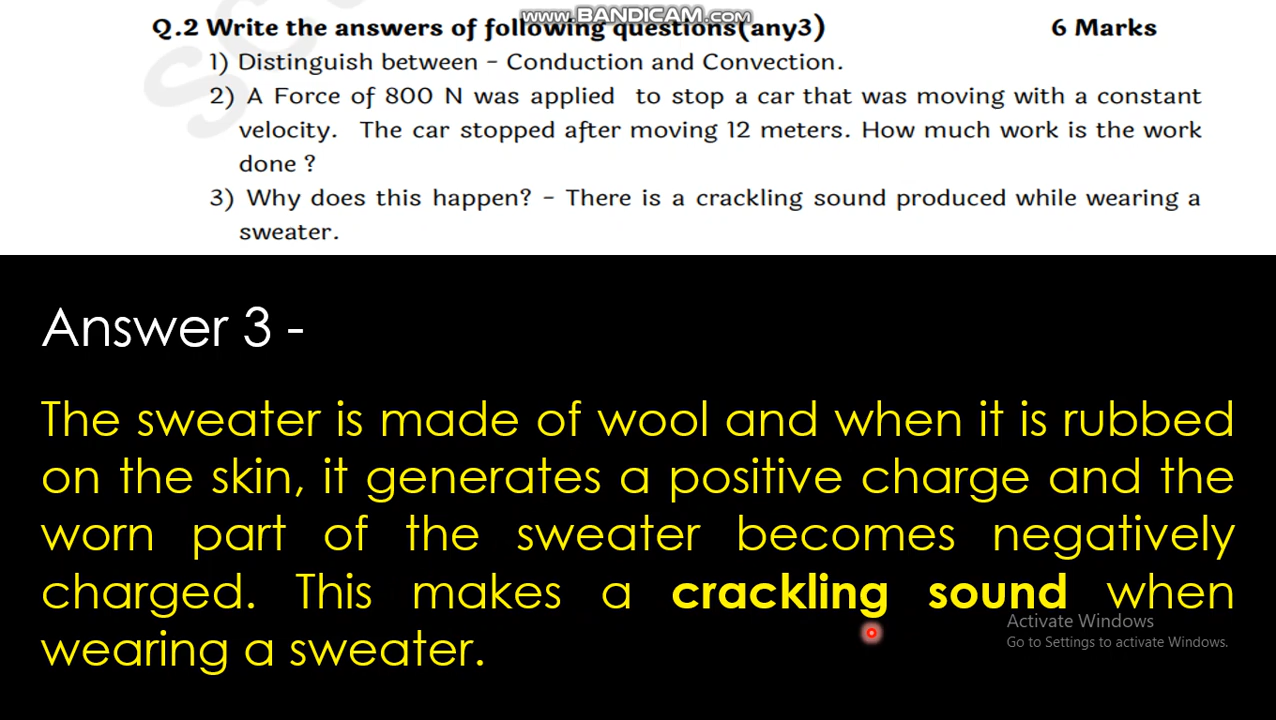 www.BANDICAM.com
Q.2 Write the answers of following questions(any3) 6 Marks
1) Distinguish between - Conduction and Convection.
2) A Force of 800 N was applied to stop a car that was moving with a constant
velocity. The car stopped after moving 12 meters. How much work is the work
done ?
3) Why does this happen? - There is a crackling sound produced while wearing a
sweater.
Answer 3 -
The sweater is made of wool and when it is rubbed
on the skin, it generates a positive charge and the
worn part of the sweater becomes negatively
charged. This makes a crackling sound when
wearing a sweater.
Activate Windows
Go to Settings to activate Windows.